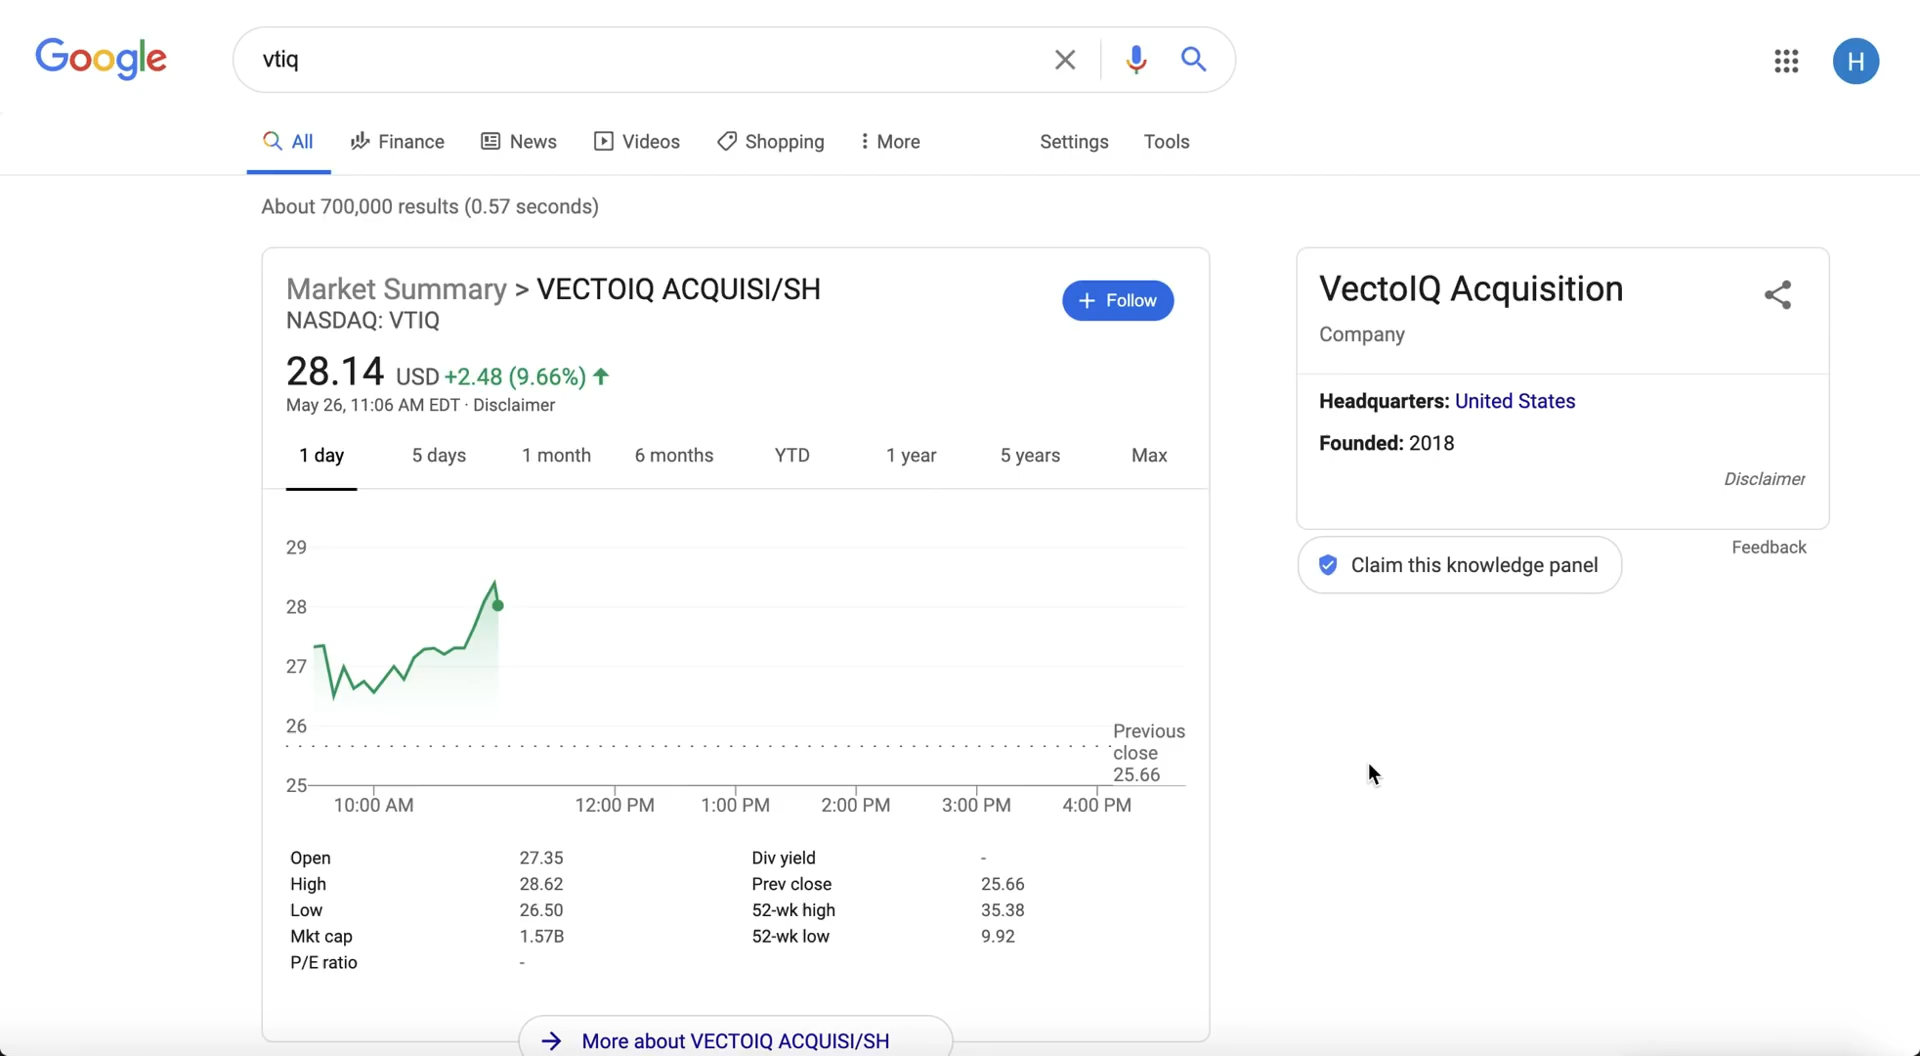 Google
vtiq
H
All
Finance
News
Videos
Shopping
More
Settings
Tools
About 700,000 results (0.57 seconds)
Market Summary > VECTOIQ ACQUISI/SH
NASDAQ: VTIQ
+ Follow
28.14 USD +2.48 (9.66%)
May 26, 11:06 AM EDT · Disclaimer
1 day
5 days
1 month
6 months
YTD
1 year
5 years
Max
29
28
27
26
25
Previous
close
25.66
10:00 AM
12:00 PM
1:00 PM
2:00 PM
3:00 PM
4:00 PM
Open 27.35
High 28.62
Low 26.50
Mkt cap 1.57B
P/E ratio -
Div yield -
Prev close 25.66
52-wk high 35.38
52-wk low 9.92
More about VECTOIQ ACQUISI/SH
VectoIQ Acquisition
Company
Headquarters: United States
Founded: 2018
Disclaimer
Feedback
Claim this knowledge panel